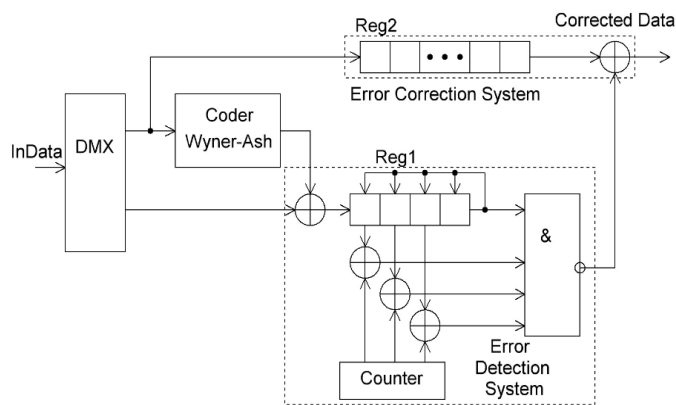 Corrected Data
Reg2
Error Correction System
Coder
Wyner-Ash
DMX
InData
Reg1
&
Error
Detection
System
Counter